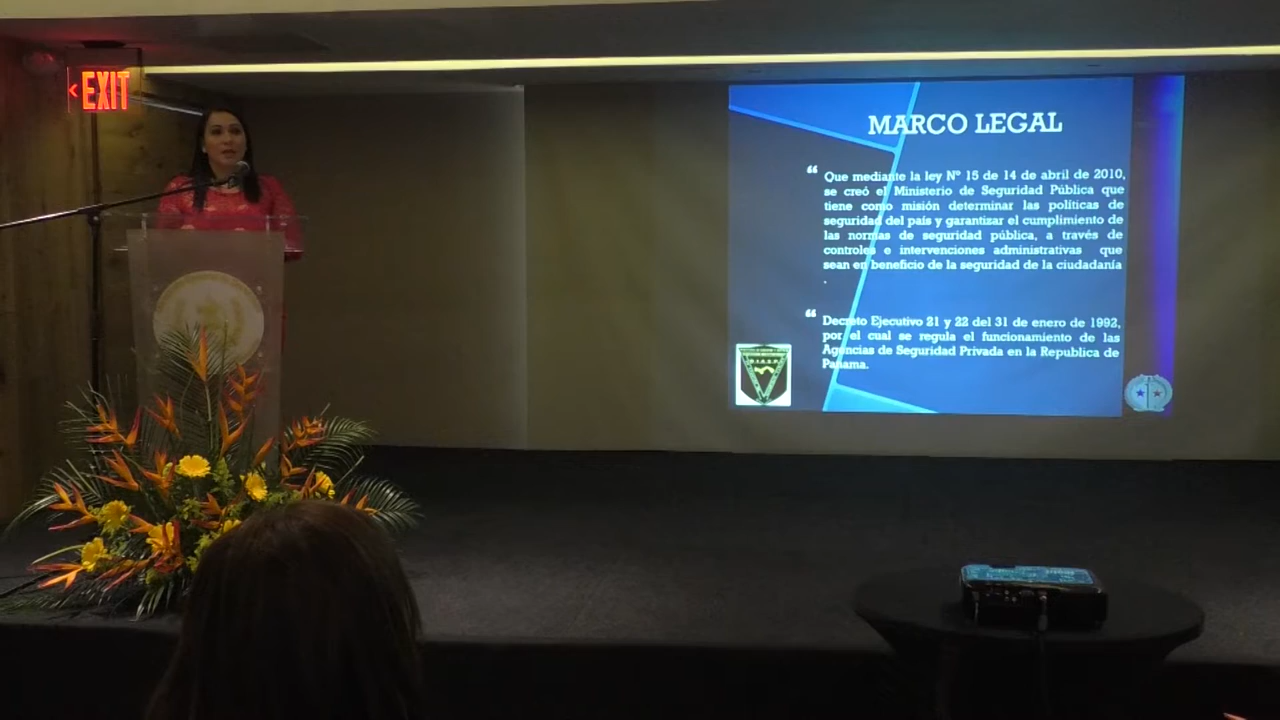 EXIT
MARCO LEGAL
“ Que mediante la ley Nº 15 de 14 de abril de 2010,
se creó el Ministerio de Seguridad Pública que
tiene como misión determinar las políticas de
seguridad del país y garantizar el cumplimiento de
las normas de seguridad pública, a través de
controles e intervenciones administrativas que
sean en beneficio de la seguridad de la ciudadanía
.
“ Decreto Ejecutivo 21 y 22 del 31 de enero de 1992,
por el cual se regula el funcionamiento de las
Agencias de Seguridad Privada en la Republica de
Panama.